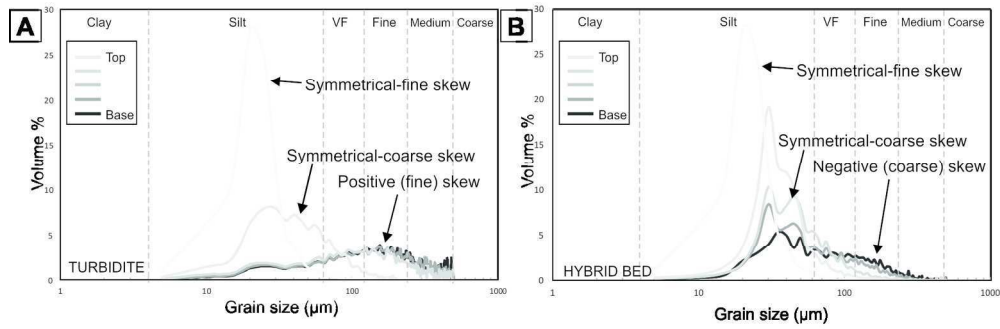 A
Clay
Silt
VF
Fine
Medium
Coarse
30
25
20
15
10
5
0
Volume %
Top
Base
Symmetrical-fine skew
Symmetrical-coarse skew
Positive (fine) skew
TURBIDITE
1
10
100
1000
Grain size (µm)
B
Clay
Silt
VF
Fine
Medium
Coarse
30
25
20
15
10
5
0
Volume %
Top
Base
Symmetrical-fine skew
Symmetrical-coarse skew
Negative (coarse) skew
HYBRID BED
1
10
100
1000
Grain size (µm)